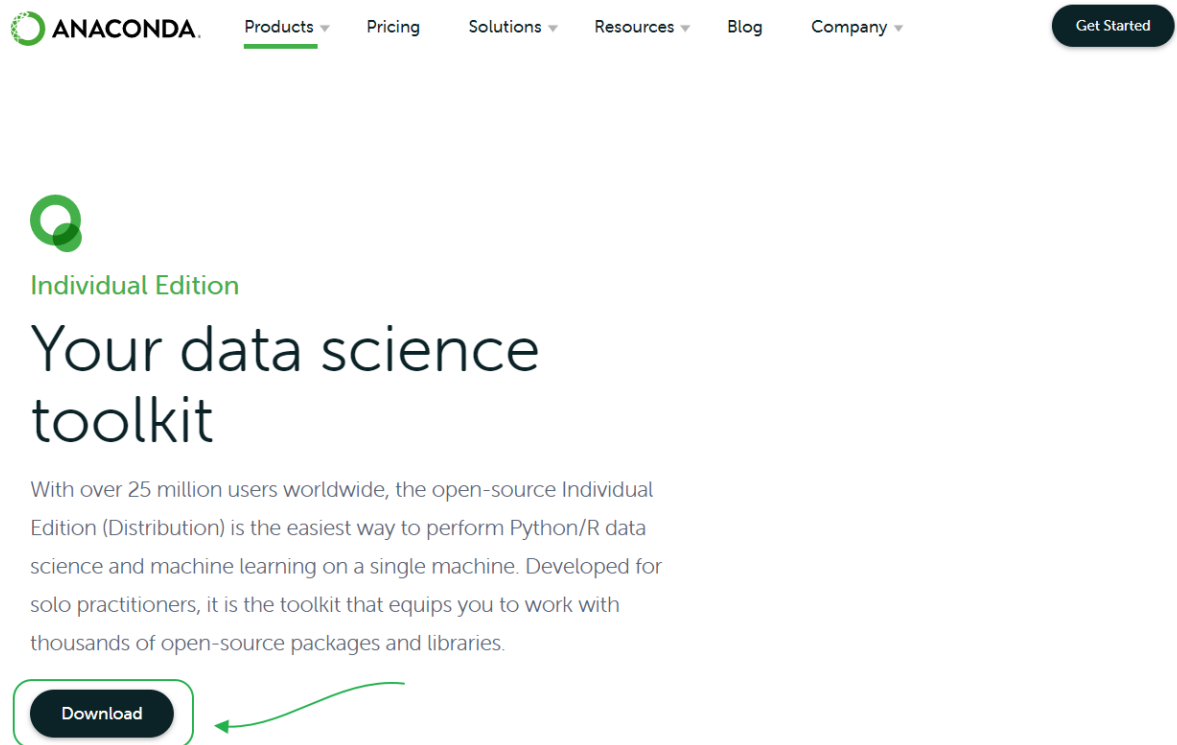 ANACONDA. Products Pricing Solutions Resources Blog Company Get Started
Individual Edition
Your data science
toolkit
With over 25 million users worldwide, the open-source Individual
Edition (Distribution) is the easiest way to perform Python/R data
science and machine learning on a single machine. Developed for
solo practitioners, it is the toolkit that equips you to work with
thousands of open-source packages and libraries.
Download